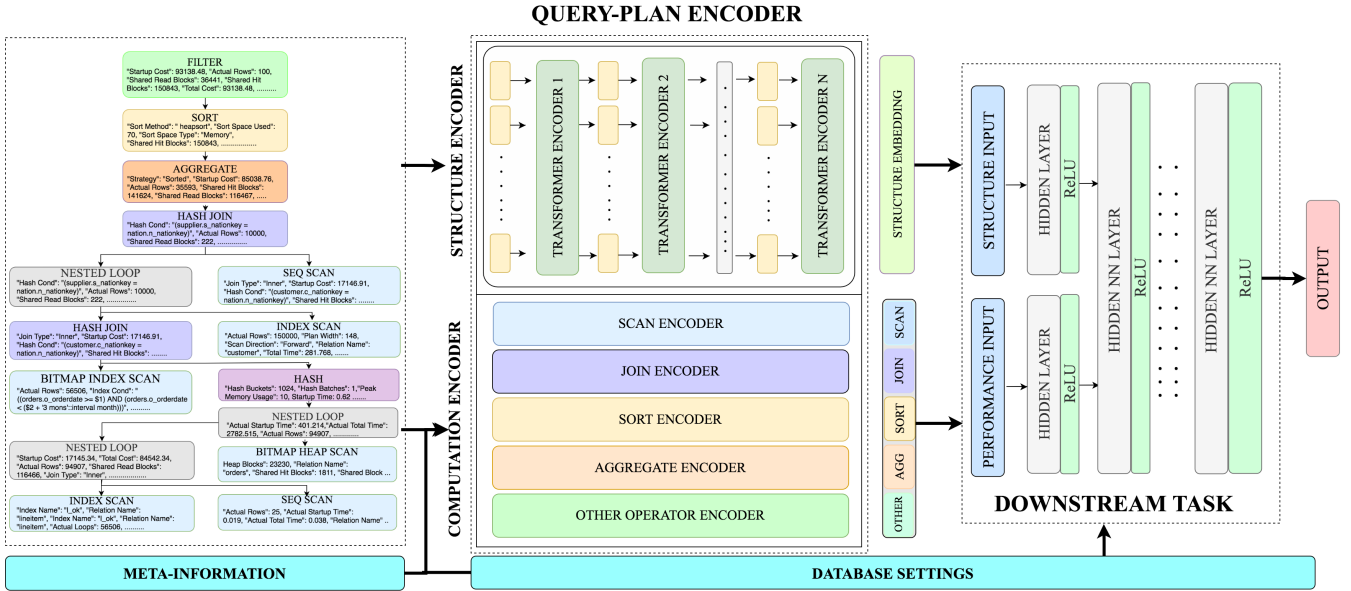 QUERY-PLAN ENCODER
FILTER
"Startup Cost": 93138.48, "Actual Rows": 100,
"Shared Read Blocks": 36441, "Shared Hit
Blocks": 150843, "Total Cost": 93138.48, ..........
SORT
"Sort Method": " heapsort", "Sort Space Used":
70, "Sort Space Type": "Memory",
"Shared Hit Blocks": 150843, ..................
AGGREGATE
"Strategy": "Sorted", "Startup Cost": 85038.76,
"Actual Rows": 35593, "Shared Hit Blocks":
141624, "Shared Read Blocks": 116467, .....
HASH JOIN
"Hash Cond": "(supplier.s_nationkey =
nation.n_nationkey)", "Actual Rows": 10000,
"Shared Read Blocks": 222, ...............
NESTED LOOP
"Hash Cond": "(supplier.s_nationkey =
nation.n_nationkey)", "Actual Rows": 10000,
"Shared Read Blocks": 222, ...............
SEQ SCAN
"Join Type": "Inner", "Startup Cost": 17146.91,
"Hash Cond": "(customer.c_nationkey =
nation.n_nationkey)", "Shared Hit Blocks": ........
HASH JOIN
"Join Type": "Inner", "Startup Cost": 17146.91,
"Hash Cond": "(customer.c_nationkey =
nation.n_nationkey)", "Shared Hit Blocks": ........
INDEX SCAN
"Actual Rows": 150000, "Plan Width": 148,
"Scan Direction": "Forward", "Relation Name":
"customer", "Total Time": 281.768, .......
BITMAP INDEX SCAN
"Actual Rows": 56506, "Index Cond": "
((orders.o_orderdate >= $1) AND (orders.o_orderdate
< ($2 + '3 mons'::interval month)))", ..........
HASH
"Hash Buckets": 1024, "Hash Batches": 1,"Peak
Memory Usage": 10, Startup Time: 0.62 .......
NESTED LOOP
"Actual Startup Time": 401.214,"Actual Total Time":
2782.515, "Actual Rows": 94907, .............
NESTED LOOP
"Startup Cost": 17145.34, "Total Cost": 84542.34,
"Actual Rows": 94907, "Shared Read Blocks":
116466, "Join Type": "Inner", .......
BITMAP HEAP SCAN
Heap Blocks": 23230, "Relation Name":
"orders", "Shared Hit Blocks": 1811, "Shared Block ...
INDEX SCAN
"Index Name": "l_ok", "Relation Name":
"lineitem", "Index Name": "l_ok", "Relation Name":
"lineitem", "Actual Loops": 56506, ........
SEQ SCAN
"Actual Rows": 25, "Actual Startup Time":
0.019, "Actual Total Time": 0.038, "Relation Name" ..
META-INFORMATION
STRUCTURE ENCODER
TRANSFORMER ENCODER 1
TRANSFORMER ENCODER 2
TRANSFORMER ENCODER N
COMPUTATION ENCODER
SCAN ENCODER
JOIN ENCODER
SORT ENCODER
AGGREGATE ENCODER
OTHER OPERATOR ENCODER
STRUCTURE EMBEDDING
SCAN
JOIN
SORT
AGG
OTHER
STRUCTURE INPUT
HIDDEN LAYER
ReLU
PERFORMANCE INPUT
HIDDEN LAYER
ReLU
HIDDEN NN LAYER
ReLU
HIDDEN NN LAYER
ReLU
OUTPUT
DOWNSTREAM TASK
DATABASE SETTINGS